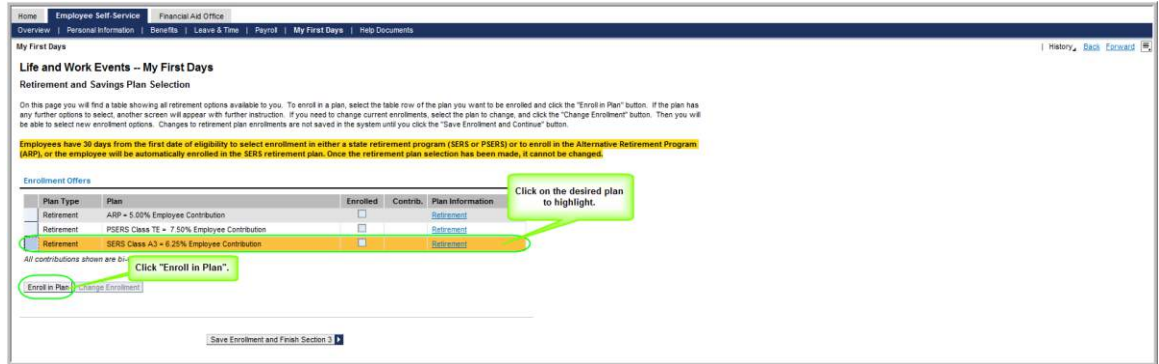 Home Employee Self-Service Financial Aid Office
Overview | Personal Information | Benefits | Leave & Time | Payroll | My First Days | Help Documents
My First Days | History Back Forward
Life and Work Events -- My First Days
Retirement and Savings Plan Selection
On this page you will find a table showing all retirement options available to you. To enroll in a plan, select the table row of the plan you want to be enrolled and click the "Enroll in Plan" button. If the plan has
any further options to select, another screen will appear with further instruction. If you need to change current enrollments, select the plan to change, and click the "Change Enrollment" button. Then you will
be able to select new enrollment options. Changes to retirement plan enrollments are not saved in the system until you click the "Save Enrollment and Continue" button.
Employees have 30 days from the first date of eligibility to select enrollment in either a state retirement program (SERS or PSERS) or to enroll in the Alternative Retirement Program
(ARP), or the employee will be automatically enrolled in the SERS retirement plan. Once the retirement plan selection has been made, it cannot be changed.
Enrollment Offers
Click on the desired plan
to highlight.
Plan Type Plan Enrolled Contrib. Plan Information
Retirement ARP = 5.00% Employee Contribution Retirement
Retirement PSERS Class TE = 7.50% Employee Contribution Retirement
Retirement SERS Class A3 = 6.25% Employee Contribution Retirement
All contributions shown are bi-
Click "Enroll in Plan".
Enroll in Plan Change Enrollment
Save Enrollment and Finish Section 3